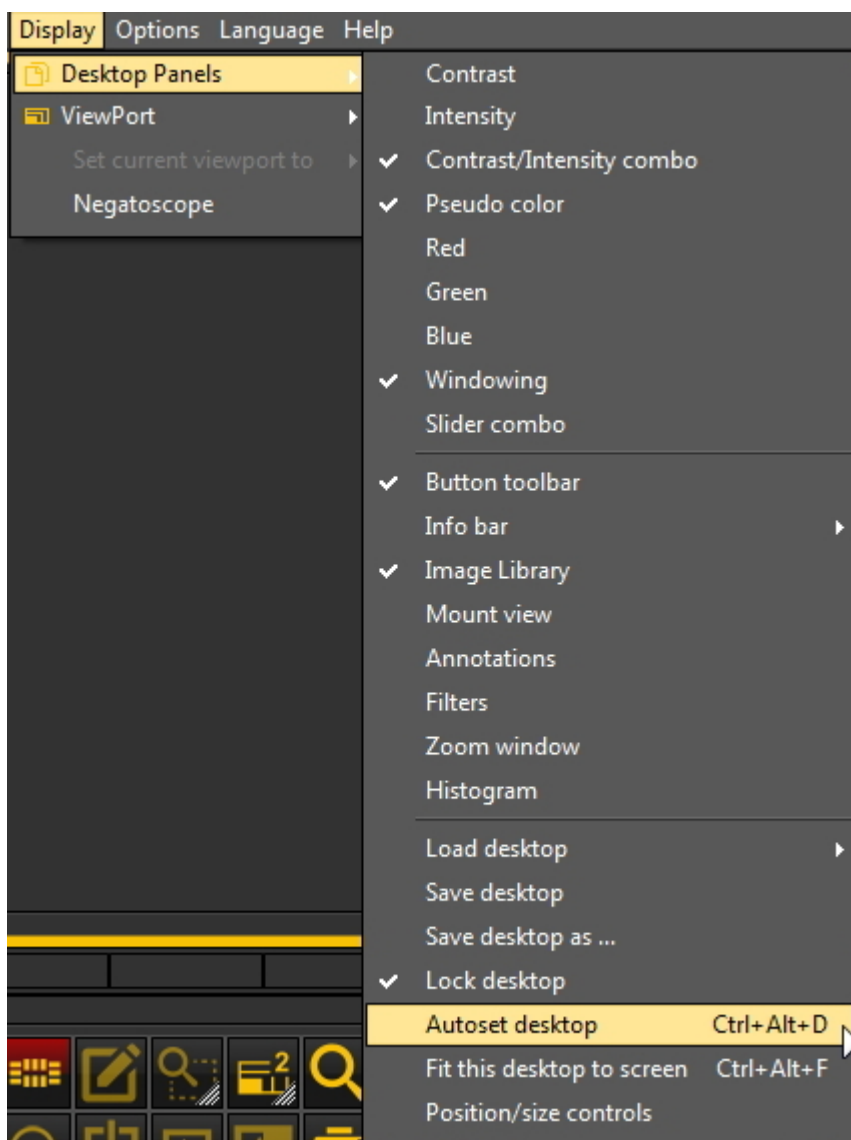 Display Options Language Help
Desktop Panels
ViewPort
Set current viewport to
Negatoscope
Contrast
Intensity
Contrast/Intensity combo
Pseudo color
Red
Green
Blue
Windowing
Slider combo
Button toolbar
Info bar
Image Library
Mount view
Annotations
Filters
Zoom window
Histogram
Load desktop
Save desktop
Save desktop as ...
Lock desktop
Autoset desktop Ctrl+Alt+D
Fit this desktop to screen Ctrl+Alt+F
Position/size controls
2